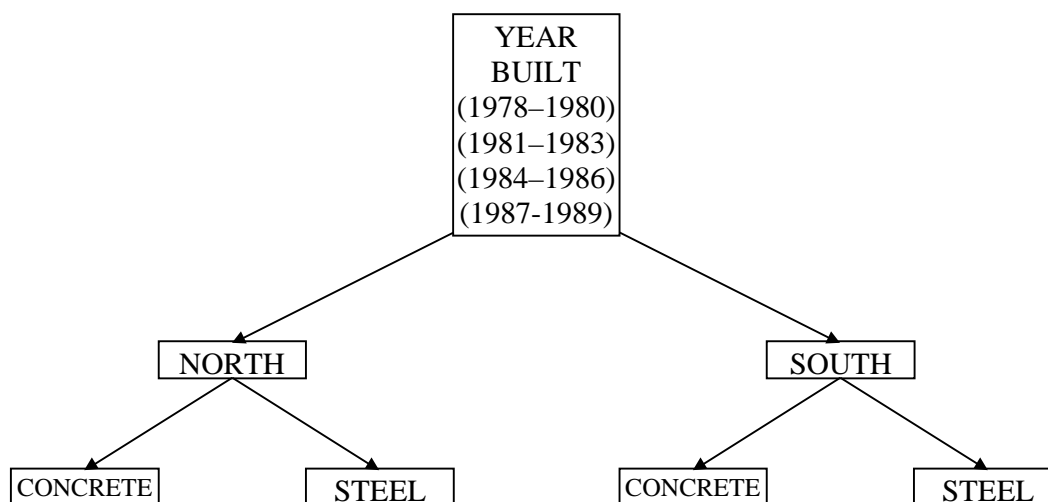 YEAR
BUILT
(1978–1980)
(1981–1983)
(1984–1986)
(1987-1989)
NORTH
SOUTH
CONCRETE
STEEL
CONCRETE
STEEL